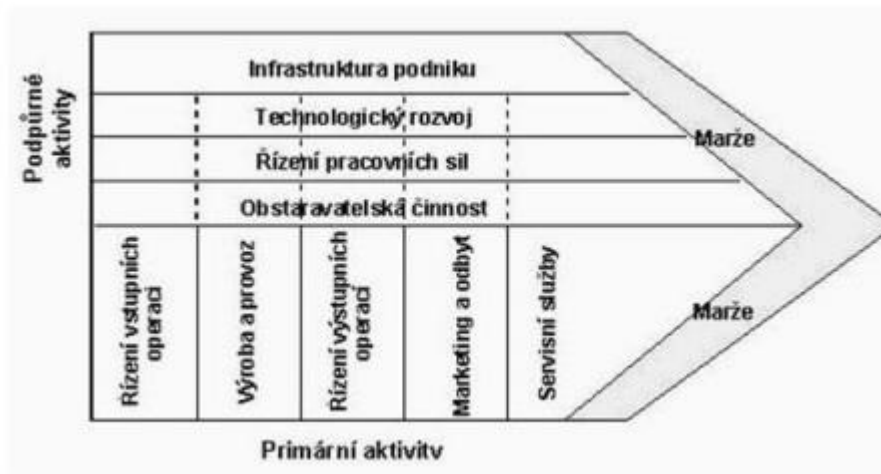 Podpůrné
aktivity
Infrastruktura podniku
Technologický rozvoj
Řízení pracovních sil
Obstaravatelská činnost
Marže
Řízení vstupních
operací
Výroba a provoz
Řízení výstupních
operací
Marketing a odbyt
Servisní služby
Marže
Primární aktivity